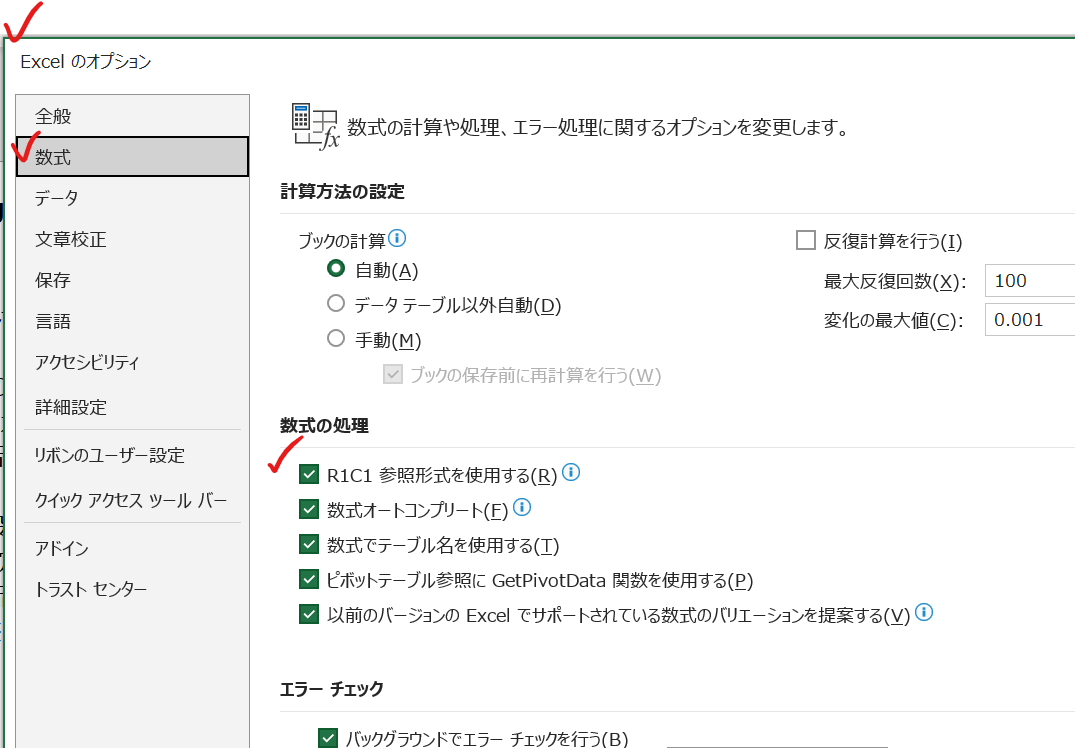 Excel のオプション
全般
数式
データ
文章校正
保存
言語
アクセシビリティ
詳細設定
リボンのユーザー設定
クイック アクセス ツール バー
アドイン
トラスト センター
数式の計算や処理、エラー処理に関するオプションを変更します。
計算方法の設定
ブックの計算
自動(A)
データ テーブル以外自動(D)
手動(M)
ブックの保存前に再計算を行う(W)
反復計算を行う(I)
最大反復回数(X): 100
変化の最大値(C): 0.001
数式の処理
R1C1 参照形式を使用する(R)
数式オートコンプリート(F)
数式でテーブル名を使用する(T)
ピボットテーブル参照に GetPivotData 関数を使用する(P)
以前のバージョンの Excel でサポートされている数式のバリエーションを提案する(V)
エラー チェック
バックグラウンドでエラー チェックを行う(B)